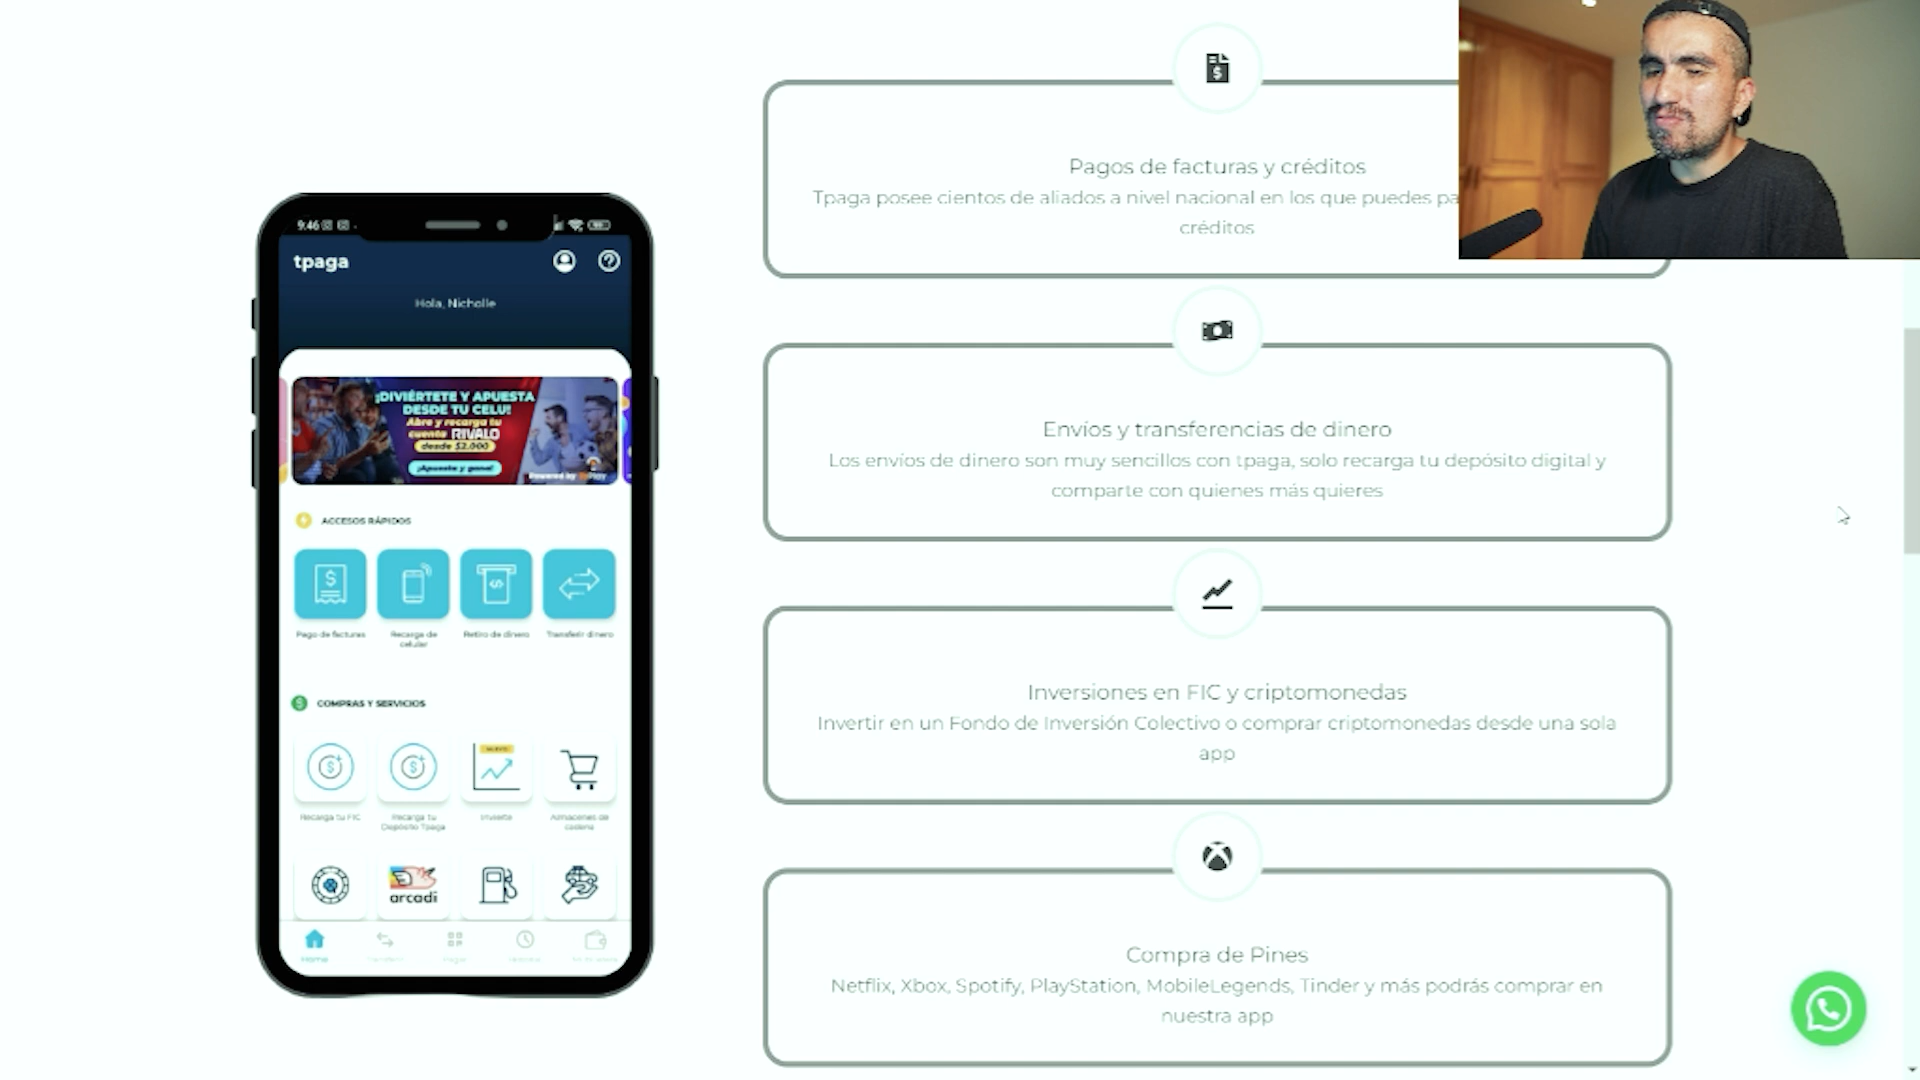 9:46
tpaga
Hola, Nicholle
¡DIVIÉRTETE Y APUESTA
DESDE TU CELU!
Abre y recarga tu
cuenta RIVALO
desde $2.000
¡Apuesta y gana!
Powered by
ACCESOS RÁPIDOS
Pago de facturas
Recarga de
celular
Retiro de dinero
Transferir dinero
COMPRAS Y SERVICIOS
Recarga tu FIC
Recarga tu
Depósito Tpaga
NUEVO
Invierte
Almacenes de
cadena
arcadi
Home
Pagos de facturas y créditos
Tpaga posee cientos de aliados a nivel nacional en los que puedes pa
créditos
Envíos y transferencias de dinero
Los envíos de dinero son muy sencillos con tpaga, solo recarga tu depósito digital y
comparte con quienes más quieres
Inversiones en FIC y criptomonedas
Invertir en un Fondo de Inversión Colectivo o comprar criptomonedas desde una sola
app
Compra de Pines
Netflix, Xbox, Spotify, PlayStation, MobileLegends, Tinder y más podrás comprar en
nuestra app